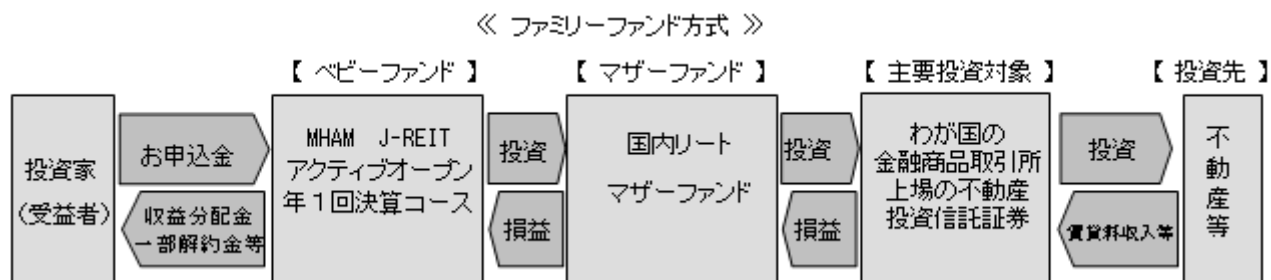 ≪ ファミリーファンド方式 ≫
【 ベビーファンド 】
【 マザーファンド 】
【 主要投資対象 】
【 投資先 】
投資家
(受益者)
お申込金
収益分配金
一部解約金等
MHAM J-REIT
アクティブオープン
年1回決算コース
投資
損益
国内リート
マザーファンド
投資
損益
わが国の
金融商品取引所
上場の不動産
投資信託証券
投資
賃貸料収入等
不動産等